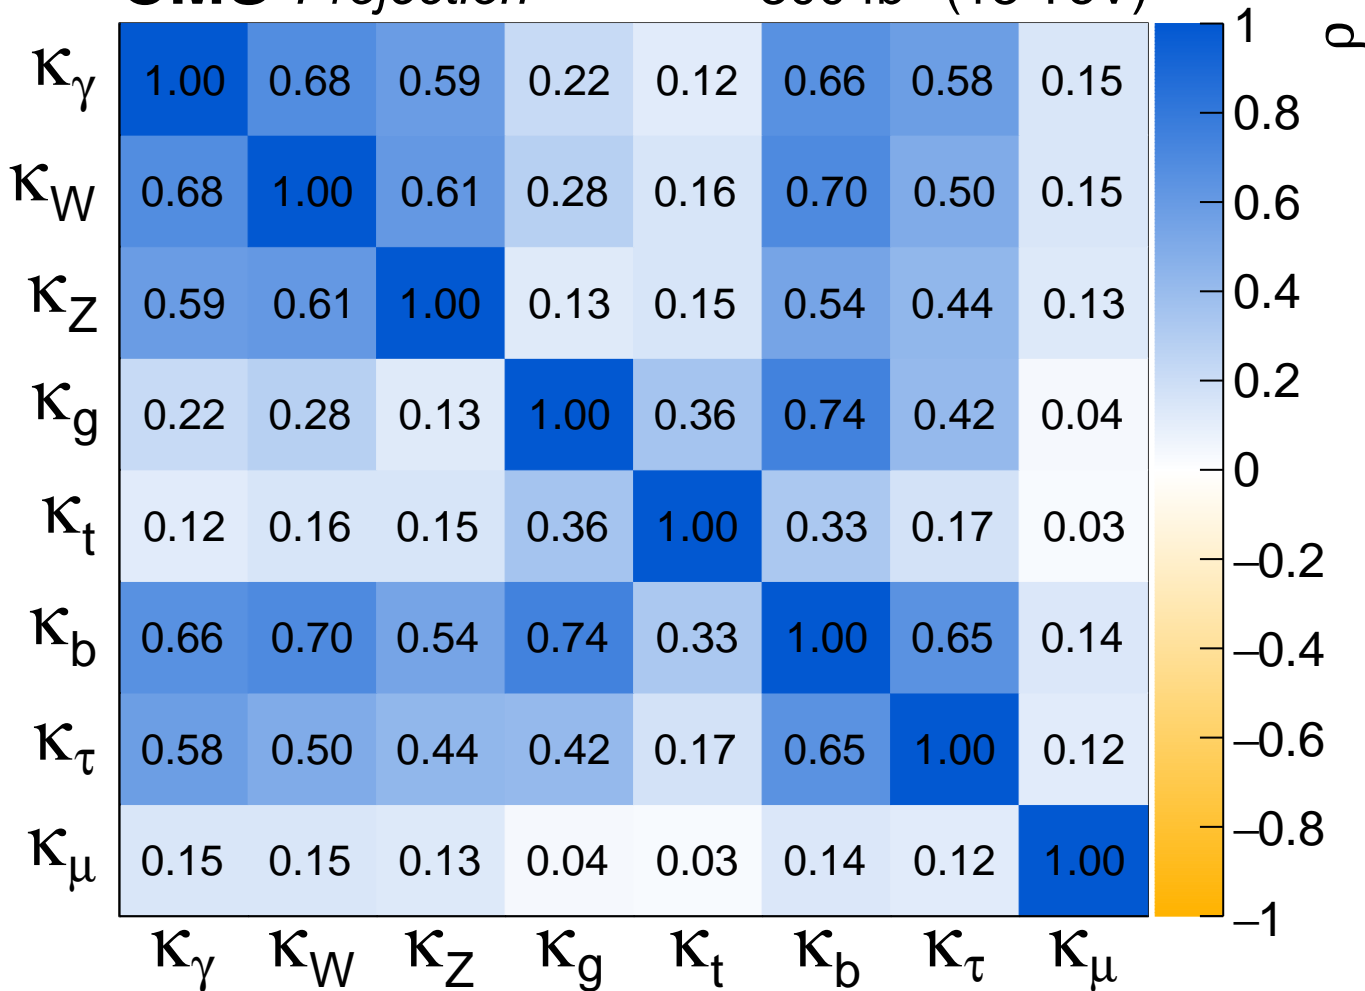 CMS Projection
κγ 1.00 0.68 0.59 0.22 0.12 0.66 0.58 0.15
κW 0.68 1.00 0.61 0.28 0.16 0.70 0.50 0.15
κZ 0.59 0.61 1.00 0.13 0.15 0.54 0.44 0.13
κg 0.22 0.28 0.13 1.00 0.36 0.74 0.42 0.04
κt 0.12 0.16 0.15 0.36 1.00 0.33 0.17 0.03
κb 0.66 0.70 0.54 0.74 0.33 1.00 0.65 0.14
κτ 0.58 0.50 0.44 0.42 0.17 0.65 1.00 0.12
κμ 0.15 0.15 0.13 0.04 0.03 0.14 0.12 1.00
κγ κW κZ κg κt κb κτ κμ
1
0.8
0.6
0.4
0.2
0
−0.2
−0.4
−0.6
−0.8
−1
ρ